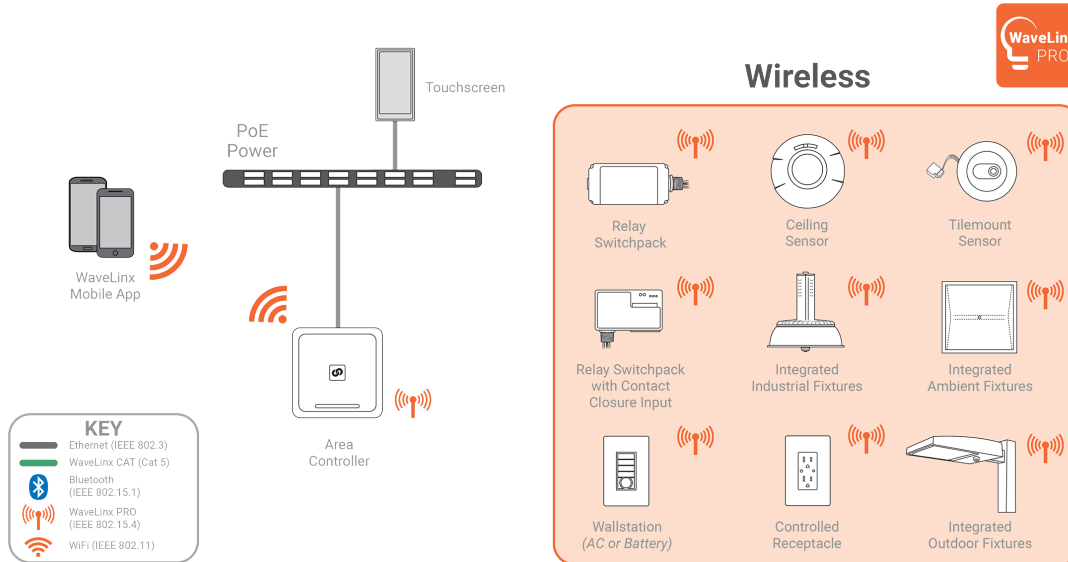 WaveLin
PRO
Wireless
Touchscreen
PoE
Power
WaveLinx
Mobile App
Area
Controller
Relay
Switchpack
Ceiling
Sensor
Tilemount
Sensor
Relay Switchpack
with Contact
Closure Input
Integrated
Industrial Fixtures
Integrated
Ambient Fixtures
Wallstation
(AC or Battery)
Controlled
Receptacle
Integrated
Outdoor Fixtures
KEY
Ethernet (IEEE 802.3)
WaveLinx CAT (Cat 5)
Bluetooth
(IEEE 802.15.1)
WaveLinx PRO
(IEEE 802.15.4)
WiFi (IEEE 802.11)